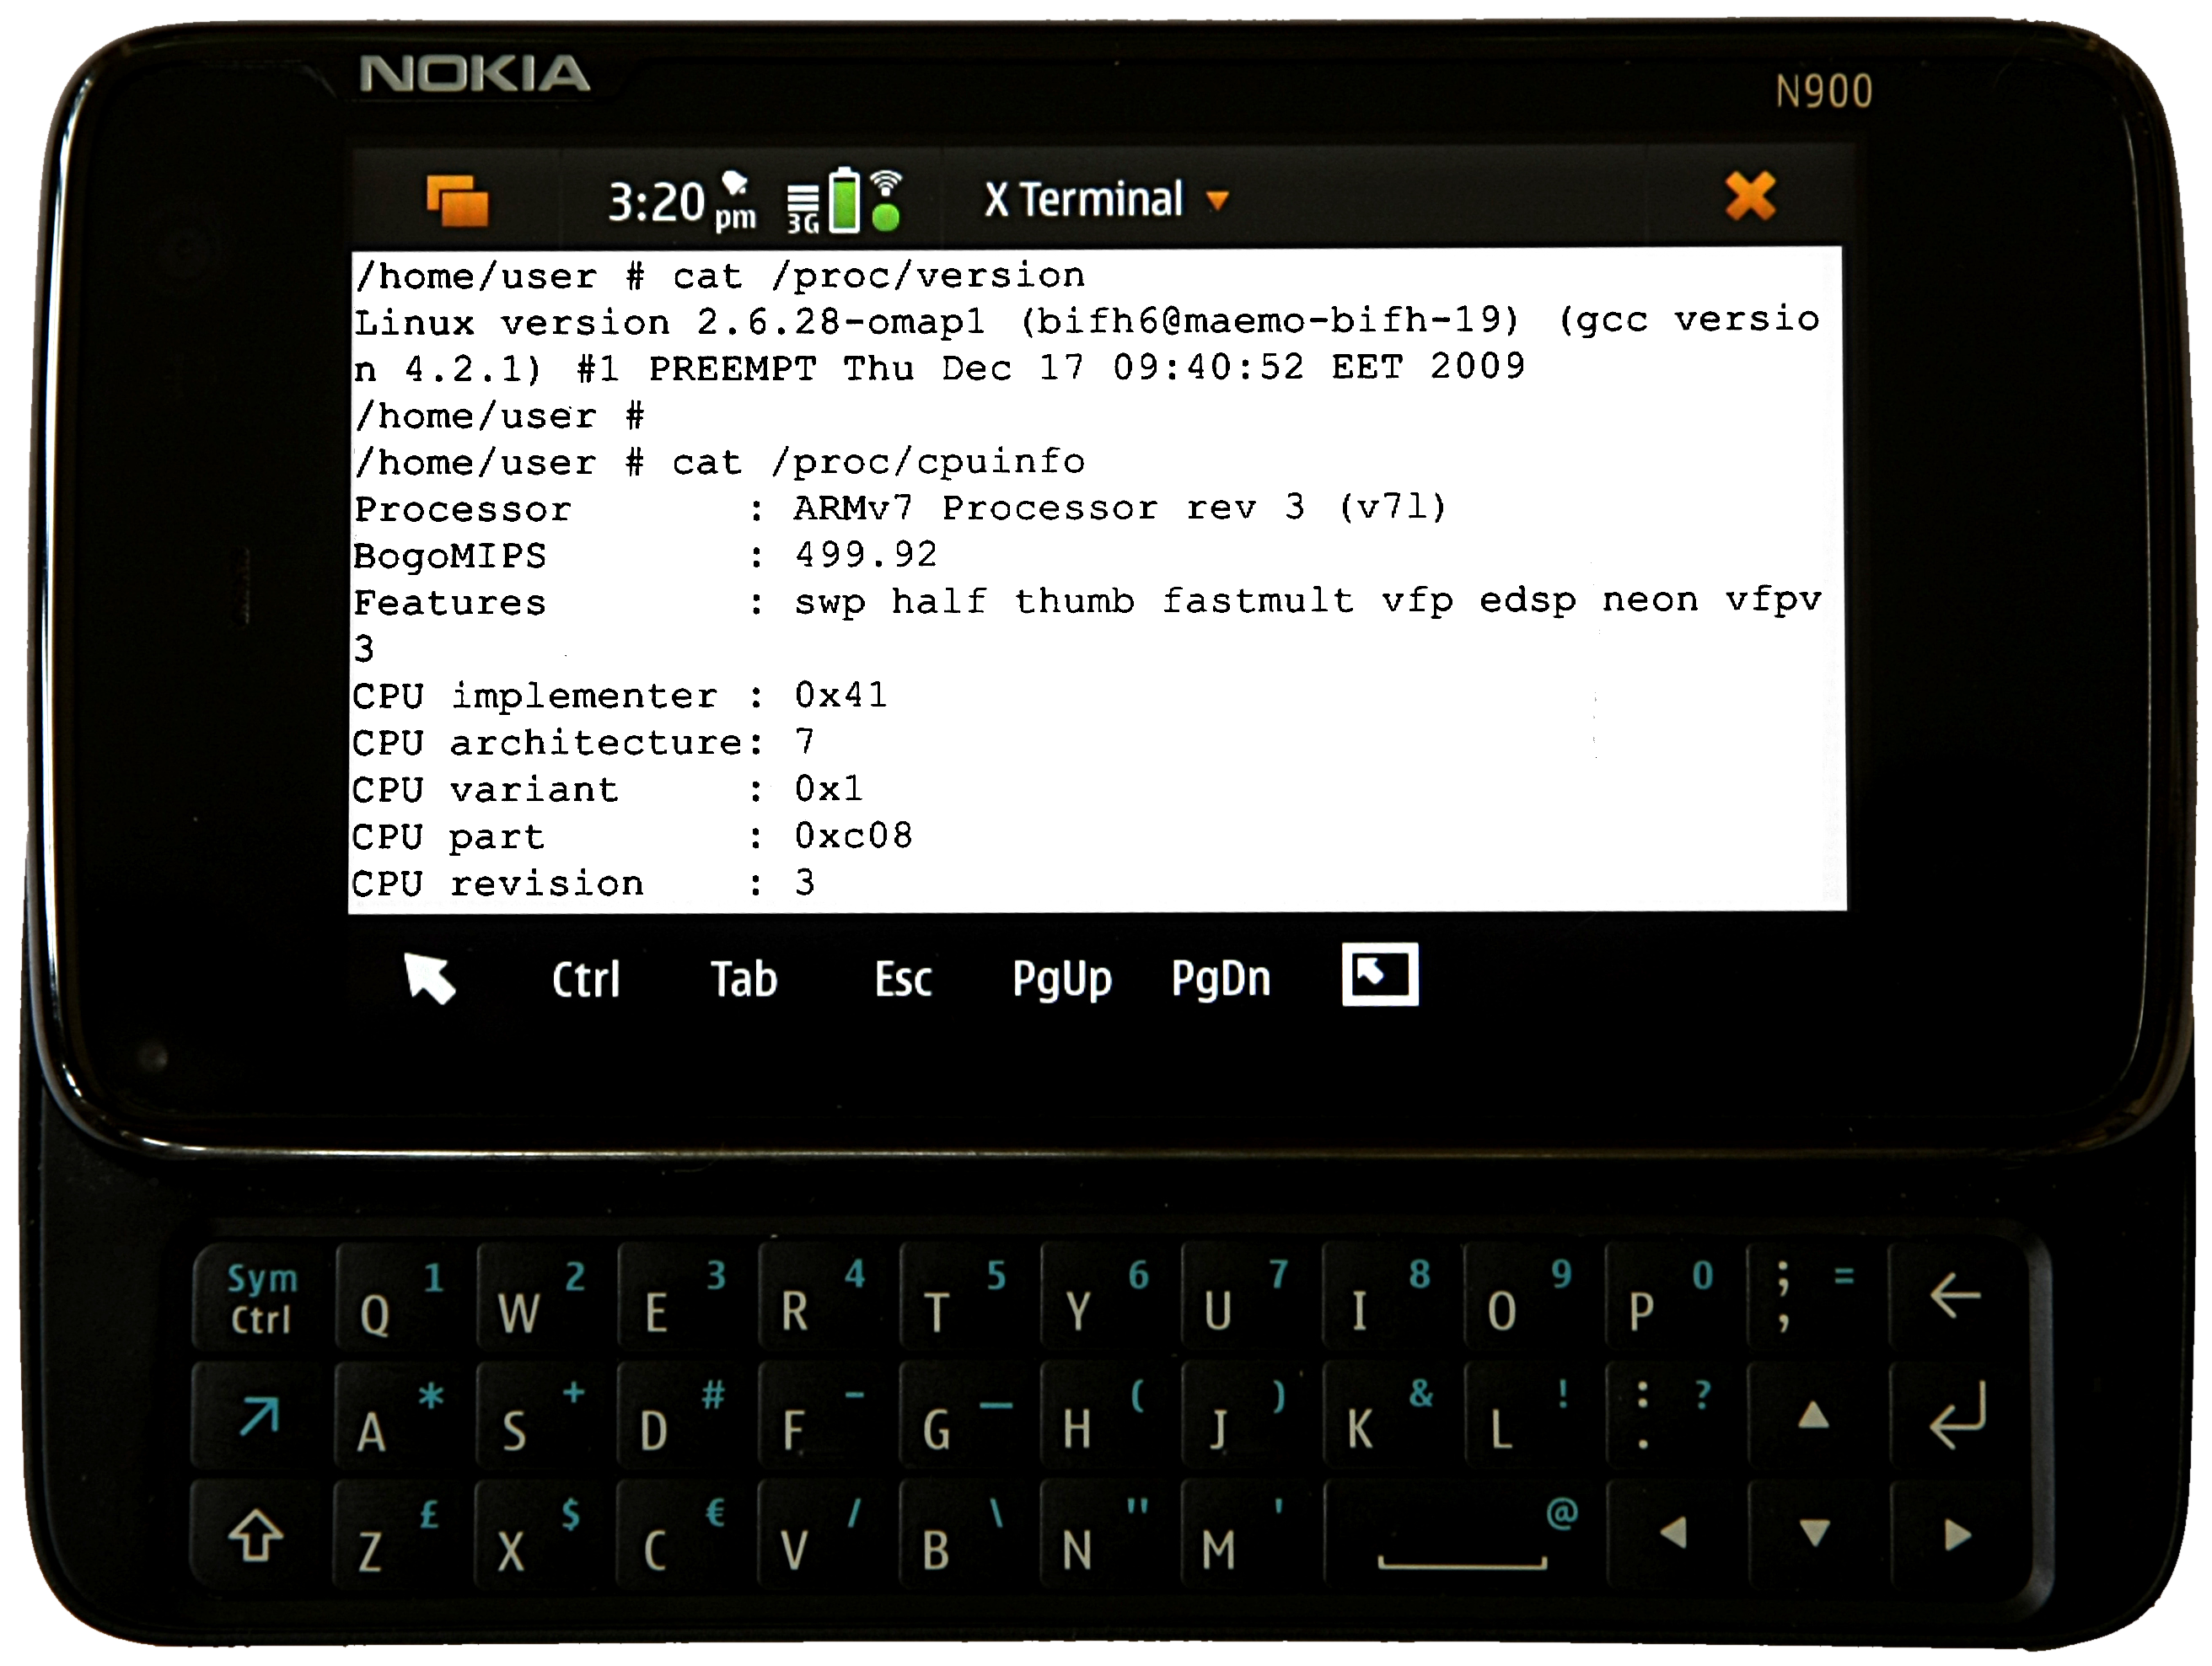 NOKIA
N900
3:20 pm 3G X Terminal
/home/user # cat /proc/version
Linux version 2.6.28-omap1 (bifh6@maemo-bifh-19) (gcc versio
n 4.2.1) #1 PREEMPT Thu Dec 17 09:40:52 EET 2009
/home/user #
/home/user # cat /proc/cpuinfo
Processor : ARMv7 Processor rev 3 (v7l)
BogoMIPS : 499.92
Features : swp half thumb fastmult vfp edsp neon vfpv
3
CPU implementer : 0x41
CPU architecture: 7
CPU variant : 0x1
CPU part : 0xc08
CPU revision : 3
Ctrl Tab Esc PgUp PgDn
Sym 1 2 3 4 5 6 7 8 9 0 ; =
Ctrl Q W E R T Y U I O P , ←
↗ * + # - _ ( ) & ! : ?
A S D F G H J K L . ▲ ↵
£ $ € / \ " ' @
⇧ Z X C V B N M ◀ ▼ ▶